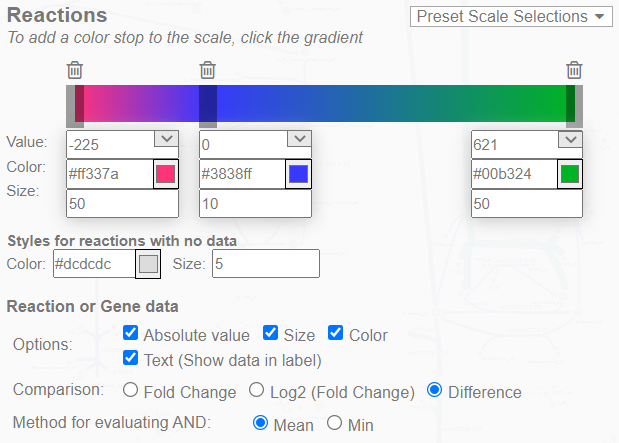 Reactions
Preset Scale Selections
To add a color stop to the scale, click the gradient
Value: -225 0 621
Color: #ff337a #3838ff #00b324
Size: 50 10 50
Styles for reactions with no data
Color: #dcdcdc Size: 5
Reaction or Gene data
Options: Absolute value Size Color
Text (Show data in label)
Comparison: Fold Change Log2 (Fold Change) Difference
Method for evaluating AND: Mean Min